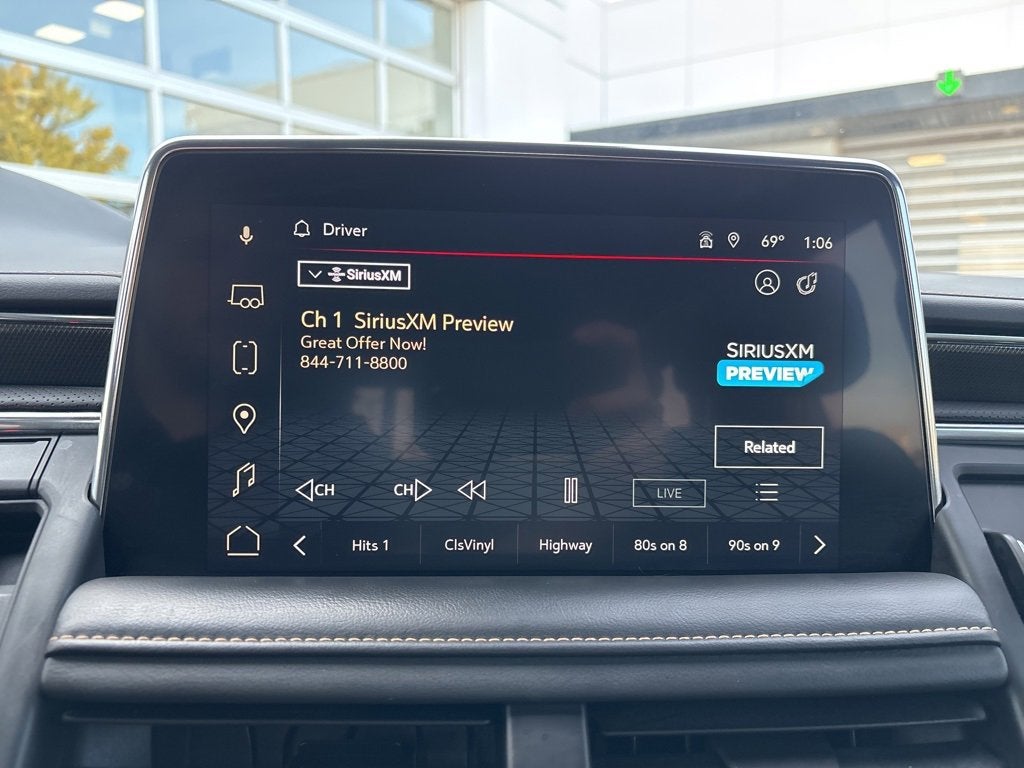 Driver
69° 1:06
SiriusXM
Ch 1 SiriusXM Preview
Great Offer Now!
844-711-8800
SIRIUSXM
PREVIEW
Related
CH CH LIVE
Hits 1 ClsVinyl Highway 80s on 8 90s on 9